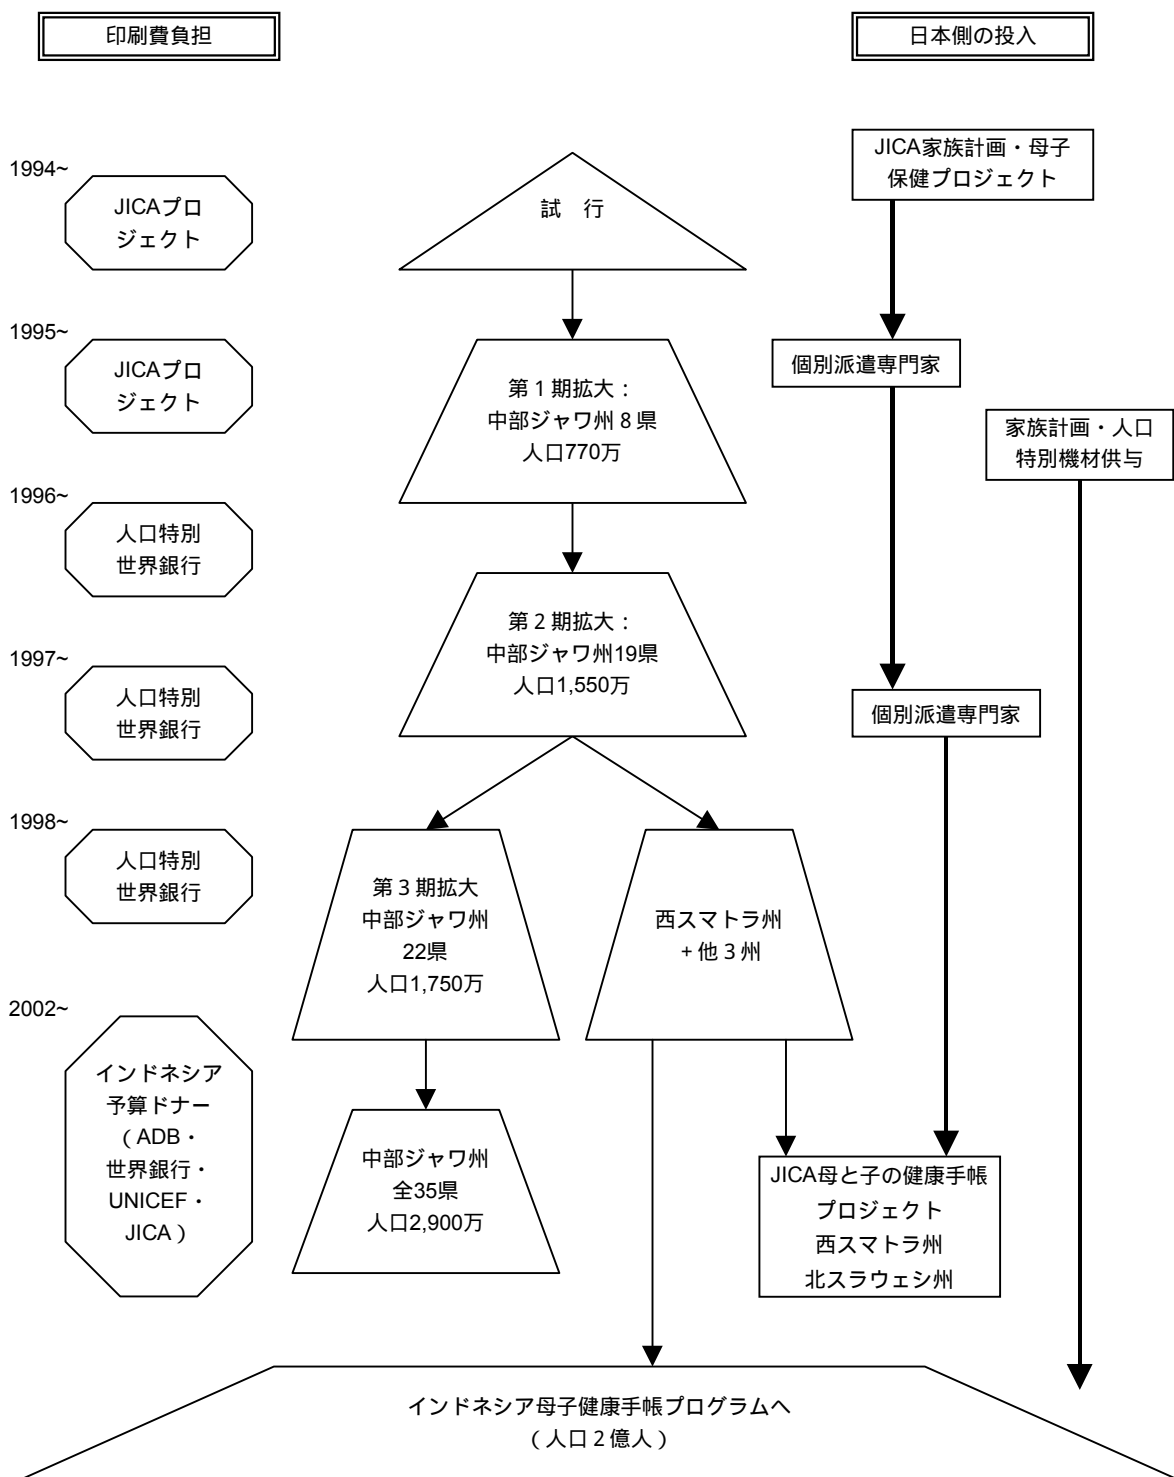 印刷費負担
日本側の投入
1994~
JICAプロ
ジェクト
試 行
JICA家族計画・母子
保健プロジェクト
1995~
JICAプロ
ジェクト
第1期拡大:
中部ジャワ州8県
人口770万
個別派遣専門家
家族計画・人口
特別機材供与
1996~
人口特別
世界銀行
第2期拡大:
中部ジャワ州19県
人口1,550万
1997~
人口特別
世界銀行
個別派遣専門家
1998~
人口特別
世界銀行
第3期拡大
中部ジャワ州
22県
人口1,750万
西スマトラ州
+他3州
2002~
インドネシア
予算ドナー
(ADB・
世界銀行・
UNICEF・
JICA)
中部ジャワ州
全35県
人口2,900万
JICA母と子の健康手帳
プロジェクト
西スマトラ州
北スラウェシ州
インドネシア母子健康手帳プログラムへ
(人口2億人)